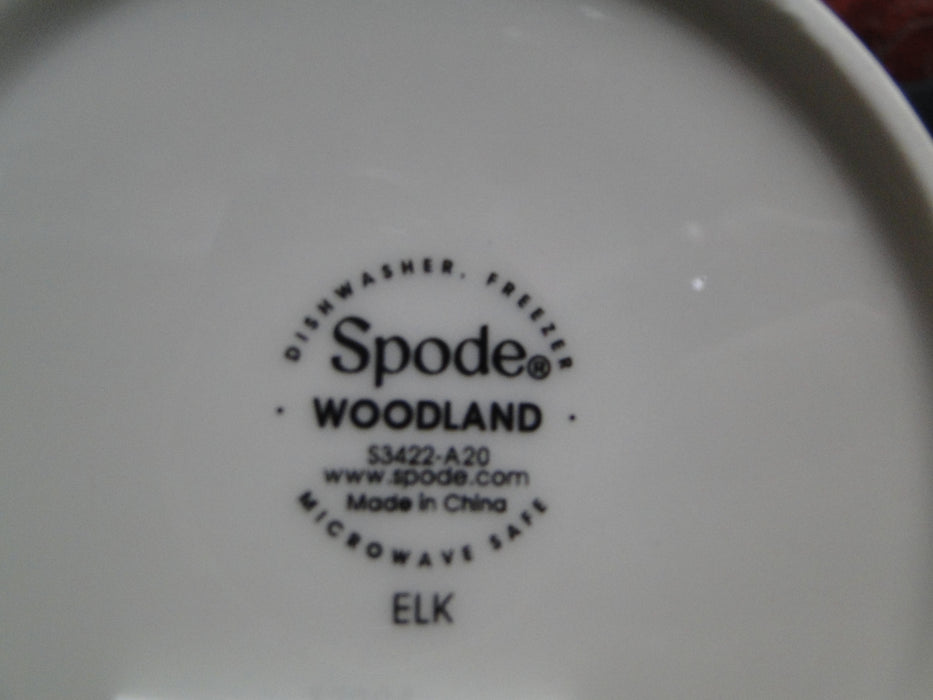 DISHWASHER. FREEZER
Spode®
· WOODLAND ·
S3422-A20
www.spode.com
Made in China
MICROWAVE SAFE
ELK